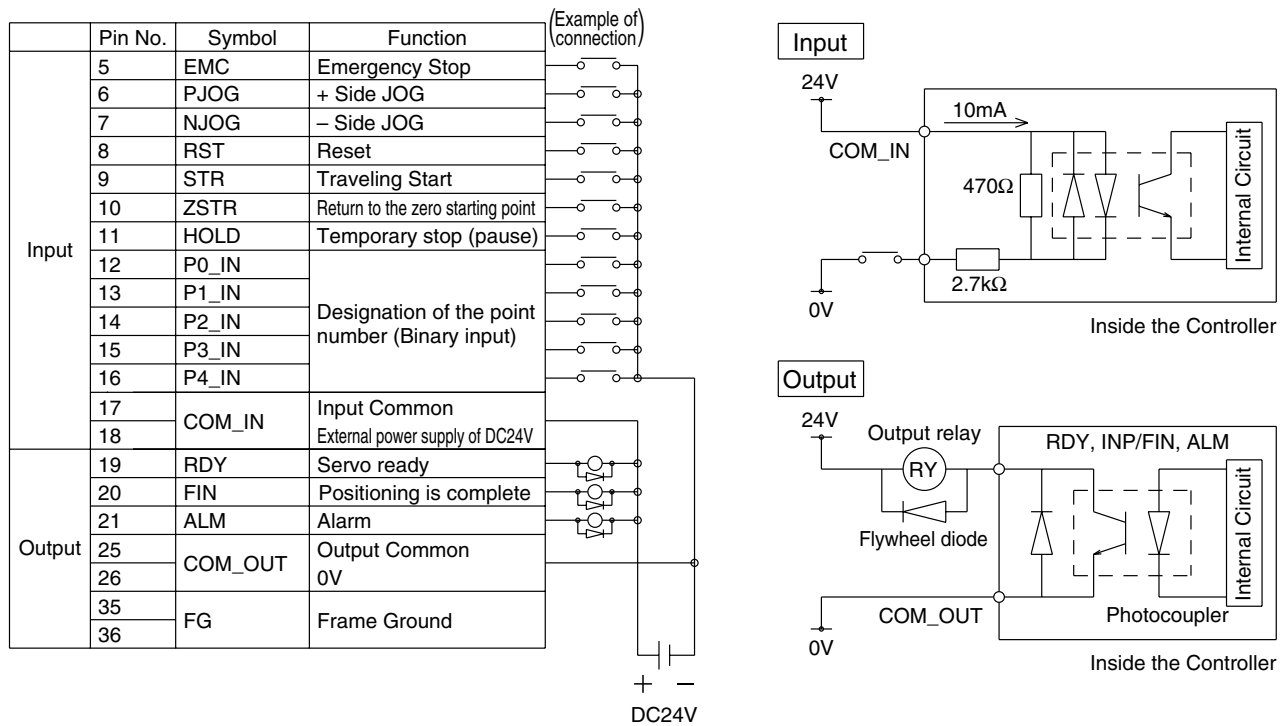 (Example of connection)
Pin No. Symbol Function
Input
5 EMC Emergency Stop
6 PJOG + Side JOG
7 NJOG – Side JOG
8 RST Reset
9 STR Traveling Start
10 ZSTR Return to the zero starting point
11 HOLD Temporary stop (pause)
12 P0_IN
13 P1_IN
14 P2_IN
15 P3_IN
16 P4_IN
Designation of the point
number (Binary input)
17
18
COM_IN
Input Common
External power supply of DC24V
Output
19 RDY Servo ready
20 FIN Positioning is complete
21 ALM Alarm
25
26
COM_OUT
Output Common
0V
35
36
FG
Frame Ground
+ –
DC24V
Input
24V
10mA
COM_IN
470Ω
2.7kΩ
0V
Internal Circuit
Inside the Controller
Output
24V
Output relay
RY
Flywheel diode
RDY, INP/FIN, ALM
Internal Circuit
COM_OUT
Photocoupler
0V
Inside the Controller